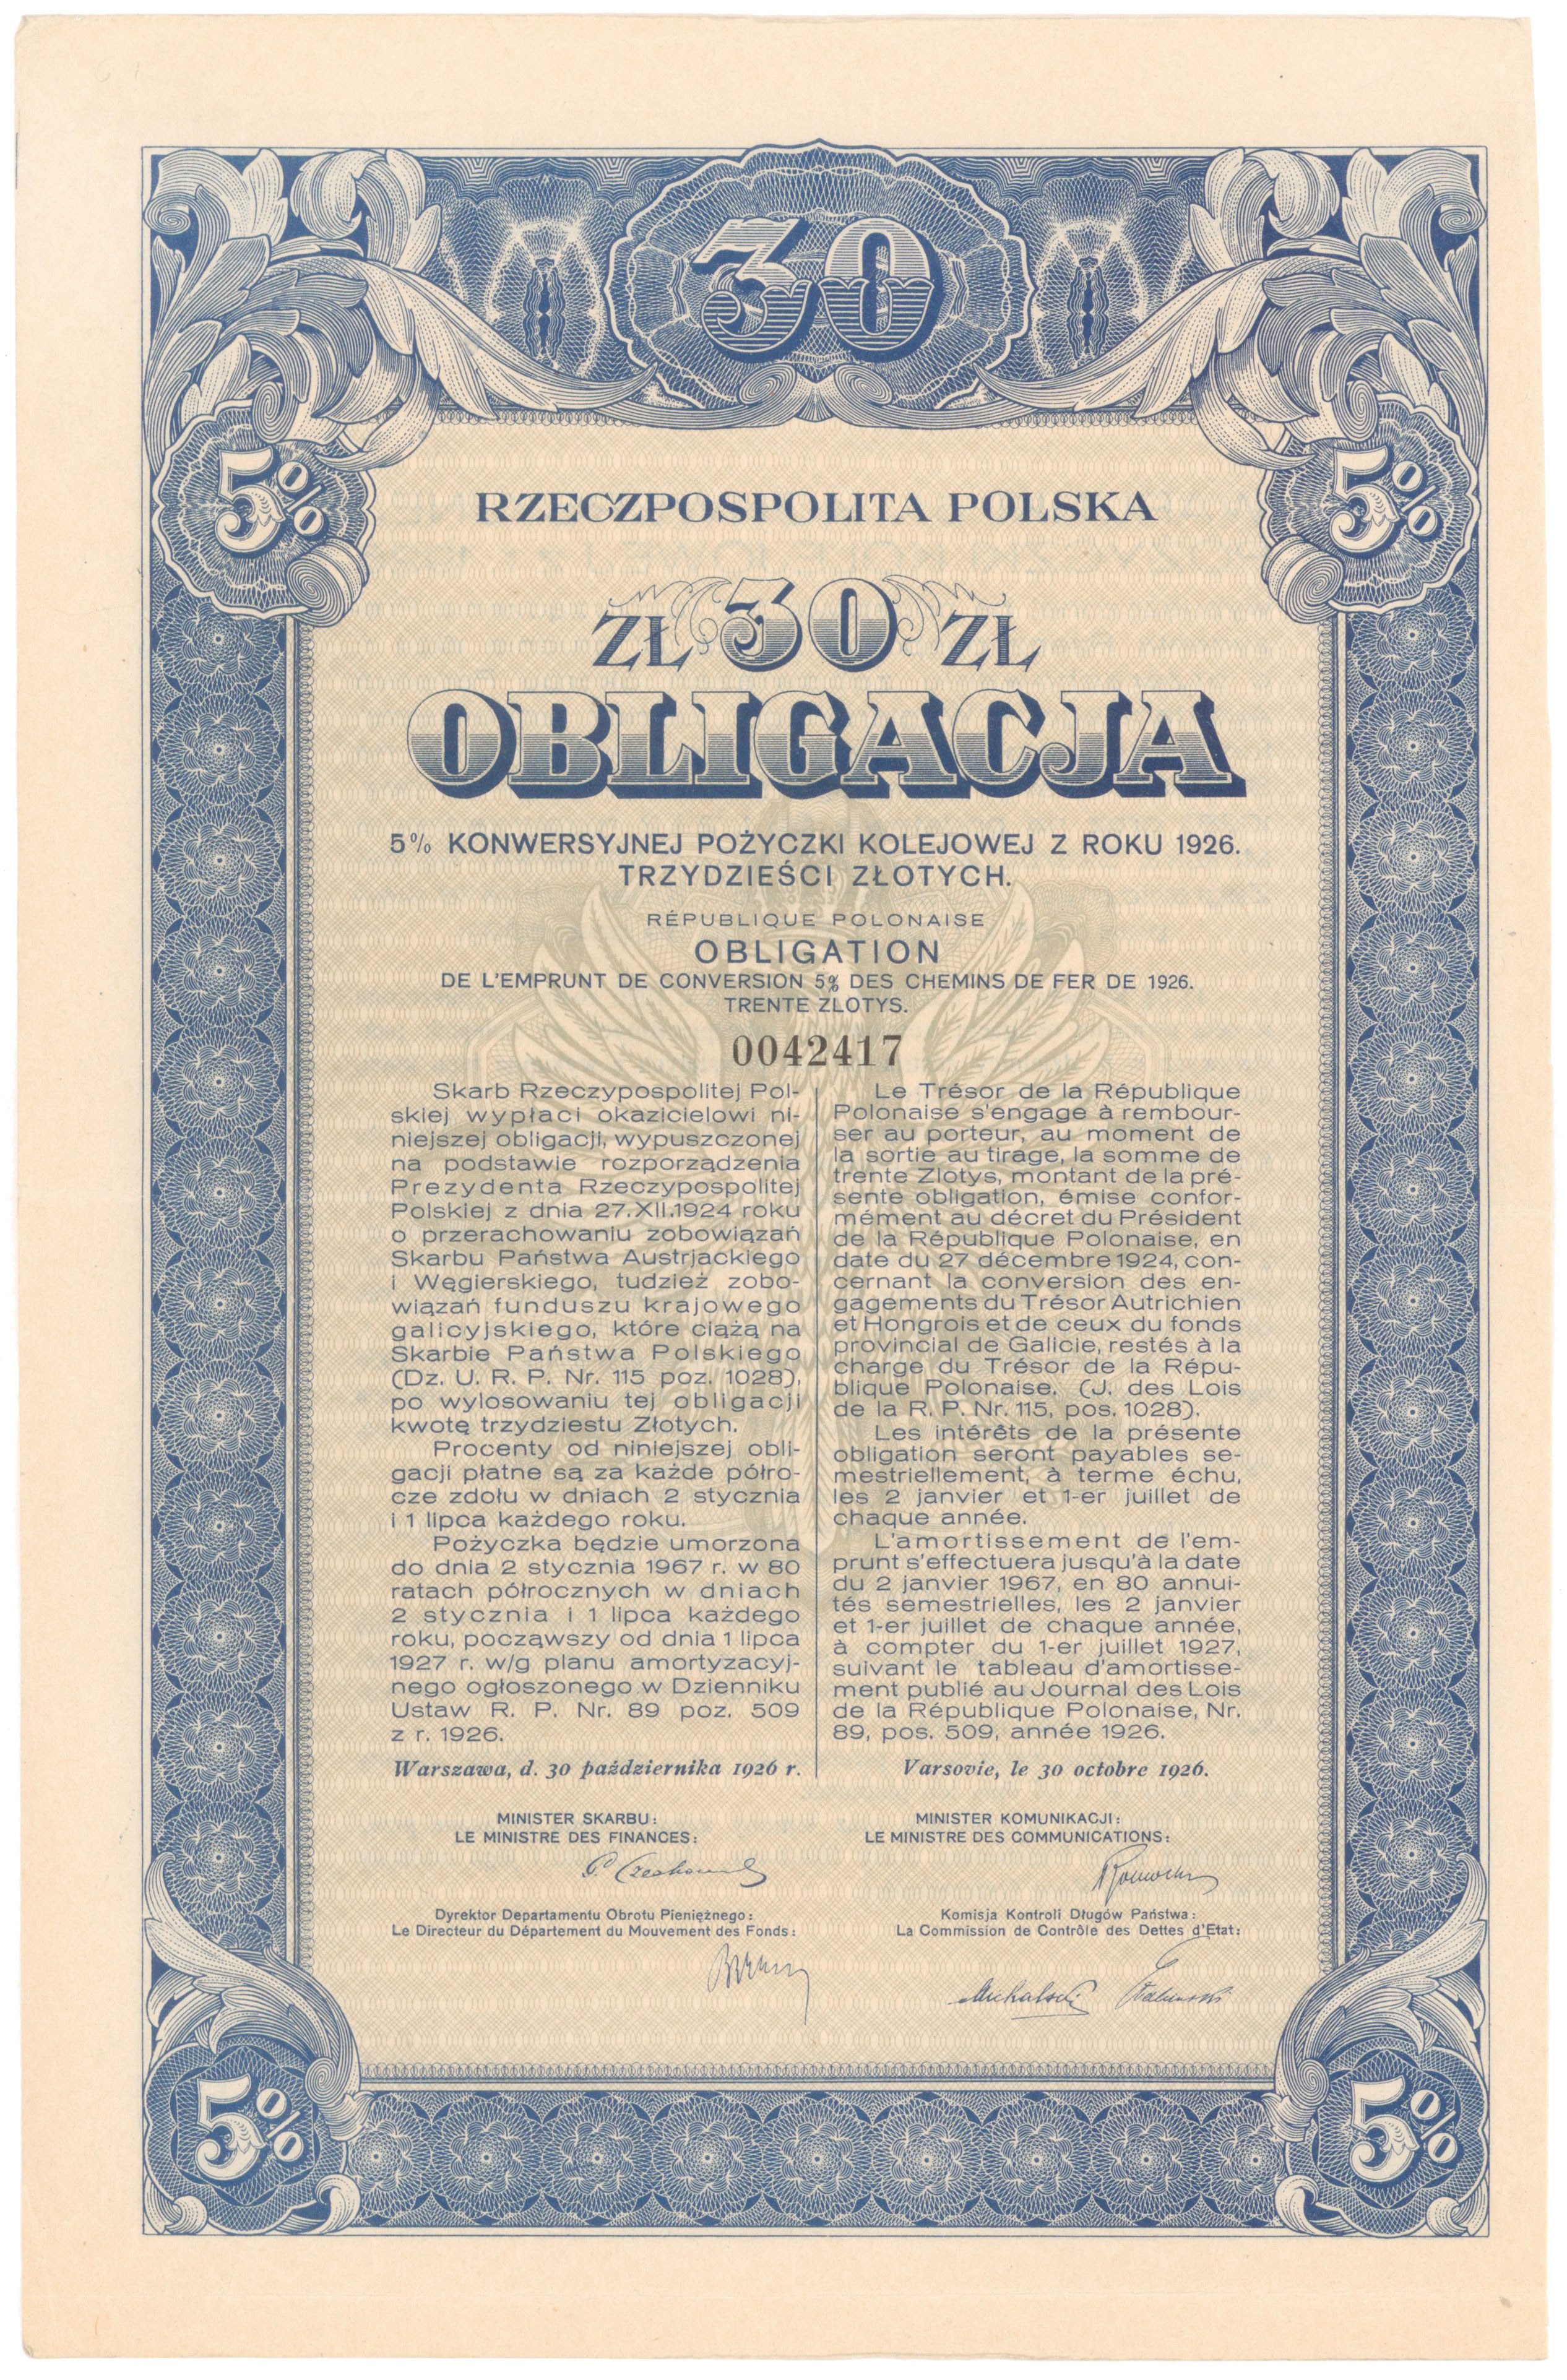 30
5%
5%
RZECZPOSPOLITA POLSKA
ZŁ 30 ZŁ
OBLIGACJA
5% KONWERSYJNEJ POŻYCZKI KOLEJOWEJ Z ROKU 1926.
TRZYDZIEŚCI ZŁOTYCH.
RÉPUBLIQUE POLONAISE
OBLIGATION
DE L'EMPRUNT DE CONVERSION 5% DES CHEMINS DE FER DE 1926.
TRENTE ZLOTYS.
0042417
Skarb Rzeczypospolitej Pol-
skiej wypłaci okazicielowi ni-
niejszej obligacji, wypuszczonej
na podstawie rozporządzenia
Prezydenta Rzeczypospolitej
Polskiej z dnia 27.XII.1924 roku
o przerachowaniu zobowiązań
Skarbu Państwa Austrjackiego
i Węgierskiego, tudzież zobo-
wiązań funduszu krajowego
galicyjskiego, które ciążą na
Skarbie Państwa Polskiego
(Dz. U. R. P. Nr. 115 poz. 1028),
po wylosowaniu tej obligacji
kwotę trzydziestu Złotych.
Procenty od niniejszej obli-
gacji płatne są za każde półro-
cze zdołu w dniach 2 stycznia
i 1 lipca każdego roku.
Pożyczka będzie umorzona
do dnia 2 stycznia 1967 r. w 80
ratach półrocznych w dniach
2 stycznia i 1 lipca każdego
roku, począwszy od dnia 1 lipca
1927 r. w/g planu amortyzacyj-
nego ogłoszonego w Dzienniku
Ustaw R. P. Nr. 89 poz. 509
z r. 1926.
Warszawa, d. 30 października 1926 r.
Le Trésor de la République
Polonaise s'engage à rembour-
ser au porteur, au moment de
la sortie au tirage, la somme de
trente Zlotys, montant de la pré-
sente obligation, émise confor-
mément au décret du Président
de la République Polonaise, en
date du 27 décembre 1924, con-
cernant la conversion des en-
gagements du Trésor Autrichien
et Hongrois et de ceux du fonds
provincial de Galicie, restés à la
charge du Trésor de la Répu-
blique Polonaise. (J. des Lois
de la R. P. Nr. 115, pos. 1028).
Les intérêts de la présente
obligation seront payables se-
mestriellement, à terme échu,
les 2 janvier et 1-er juillet de
chaque année.
L'amortissement de l'em-
prunt s'effectuera jusqu'à la date
du 2 janvier 1967, en 80 annui-
tés semestrielles, les 2 janvier
et 1-er juillet de chaque année,
à compter du 1-er juillet 1927,
suivant le tableau d'amortisse-
ment publié au Journal des Lois
de la République Polonaise, Nr.
89, pos. 509, année 1926.
Varsovie, le 30 octobre 1926.
MINISTER SKARBU:
LE MINISTRE DES FINANCES:
MINISTER KOMUNIKACJI:
LE MINISTRE DES COMMUNICATIONS:
Dyrektor Departamentu Obrotu Pieniężnego:
Le Directeur du Département du Mouvement des Fonds:
Komisja Kontroli Długów Państwa:
La Commission de Contrôle des Dettes d'Etat:
Michalski
5%
5%